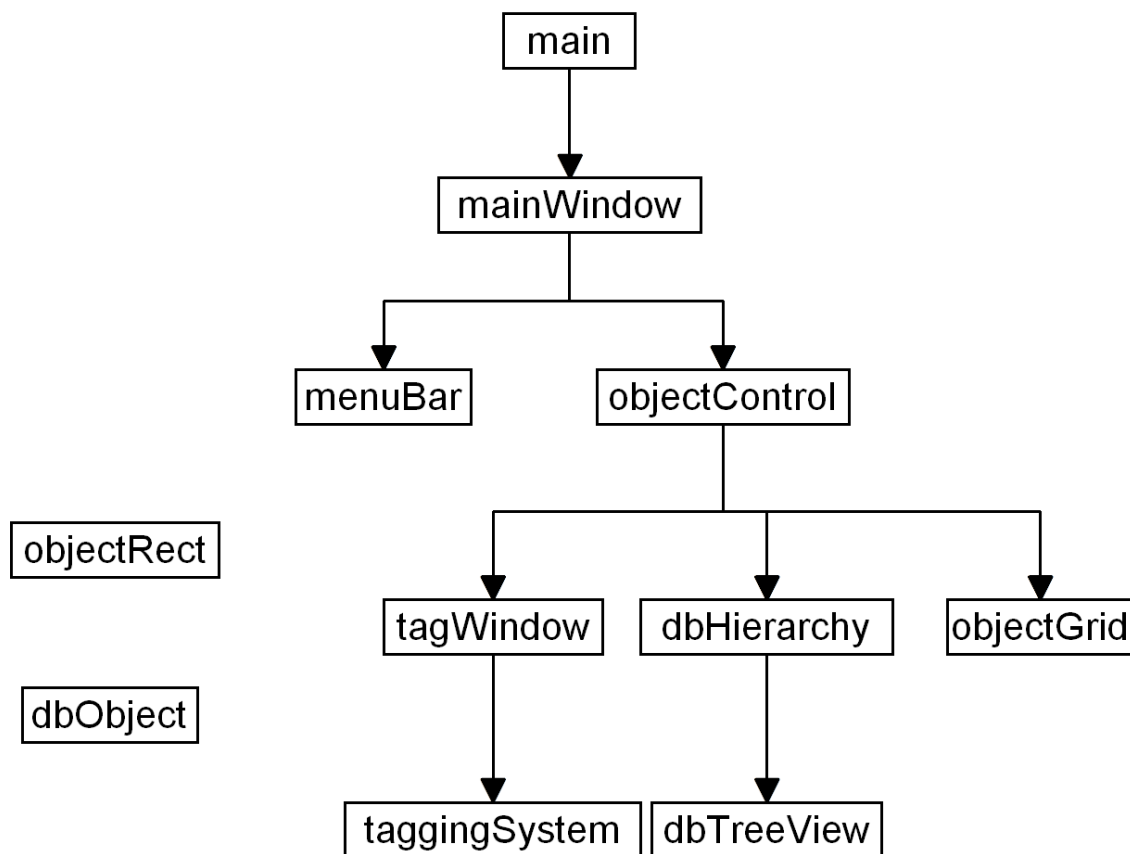 main
mainWindow
menuBar
objectControl
objectRect
tagWindow
dbHierarchy
objectGrid
dbObject
taggingSystem
dbTreeView